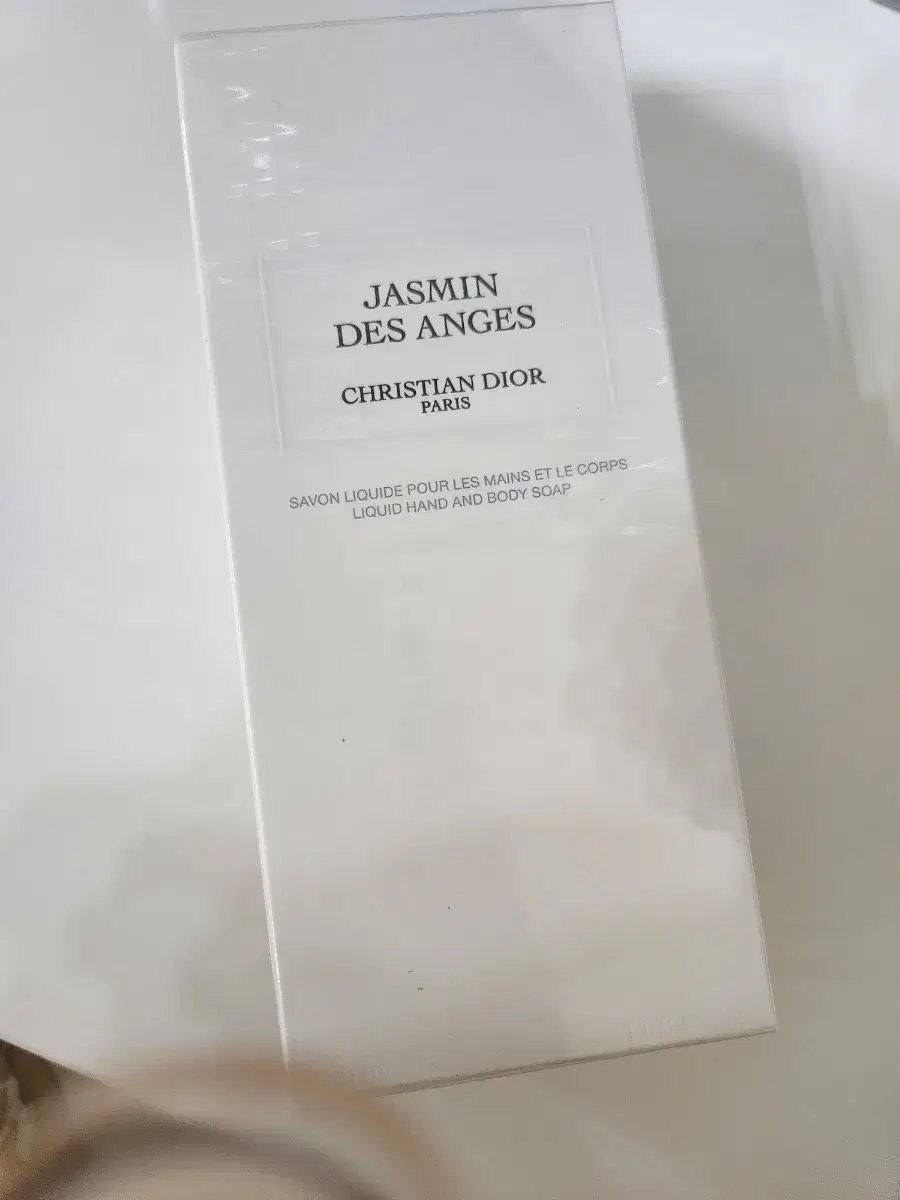 JASMIN
DES ANGES
CHRISTIAN DIOR
PARIS
SAVON LIQUIDE POUR LES MAINS ET LE CORPS
LIQUID HAND AND BODY SOAP